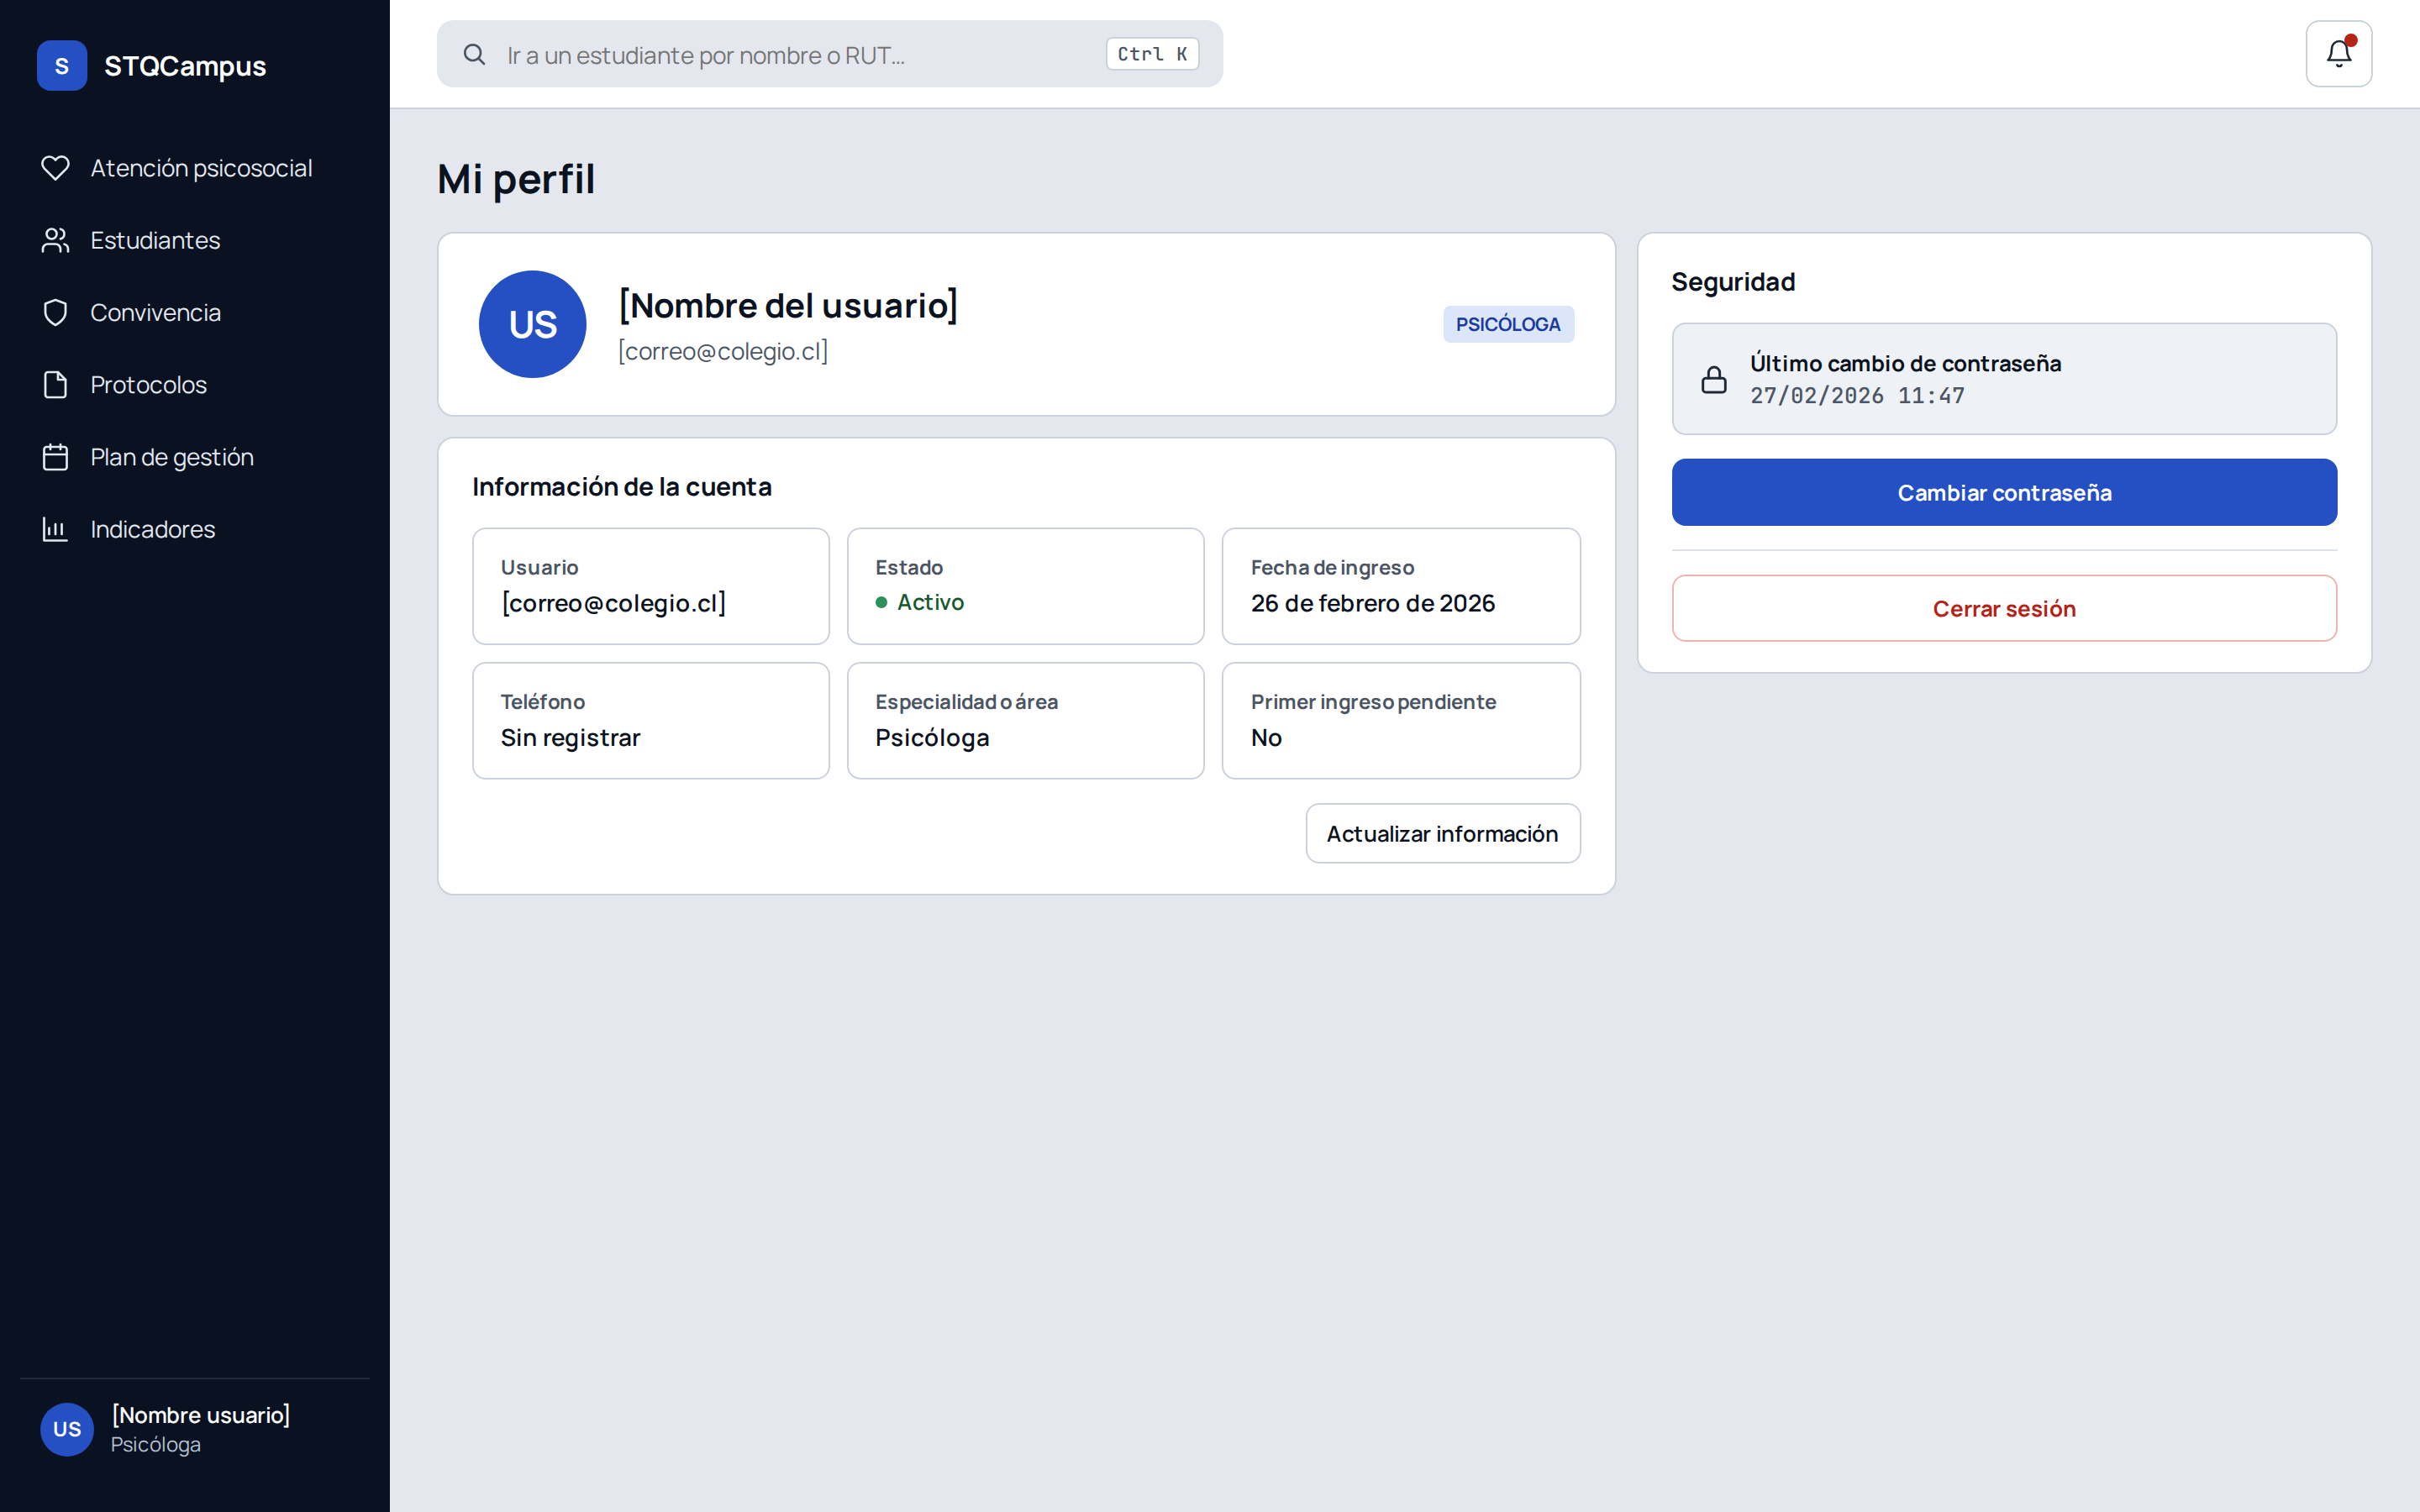 S
STQCampus
Atención psicosocial
Estudiantes
Convivencia
Protocolos
Plan de gestión
Indicadores
US
[Nombre usuario]
Psicóloga
Ir a un estudiante por nombre o RUT...
Ctrl K
Mi perfil
US
[Nombre del usuario]
[correo@colegio.cl]
PSICÓLOGA
Información de la cuenta
Usuario
[correo@colegio.cl]
Estado
Activo
Fecha de ingreso
26 de febrero de 2026
Teléfono
Sin registrar
Especialidad o área
Psicóloga
Primer ingreso pendiente
No
Actualizar información
Seguridad
Último cambio de contraseña
27/02/2026 11:47
Cambiar contraseña
Cerrar sesión